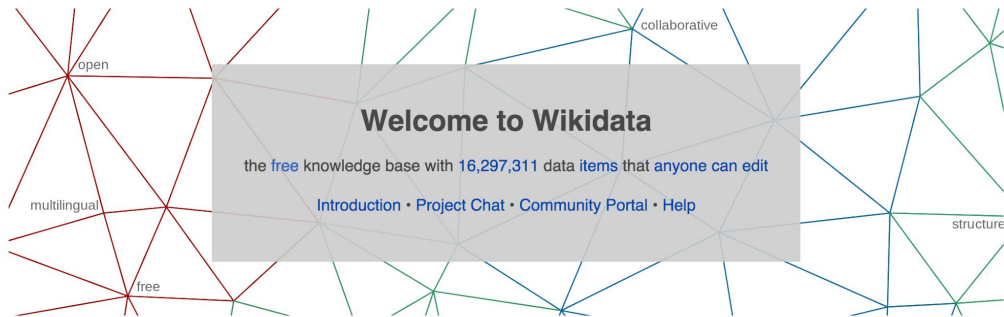 collaborative
open
Welcome to Wikidata
the free knowledge base with 16,297,311 data items that anyone can edit
Introduction • Project Chat • Community Portal • Help
multilingual
structure
free